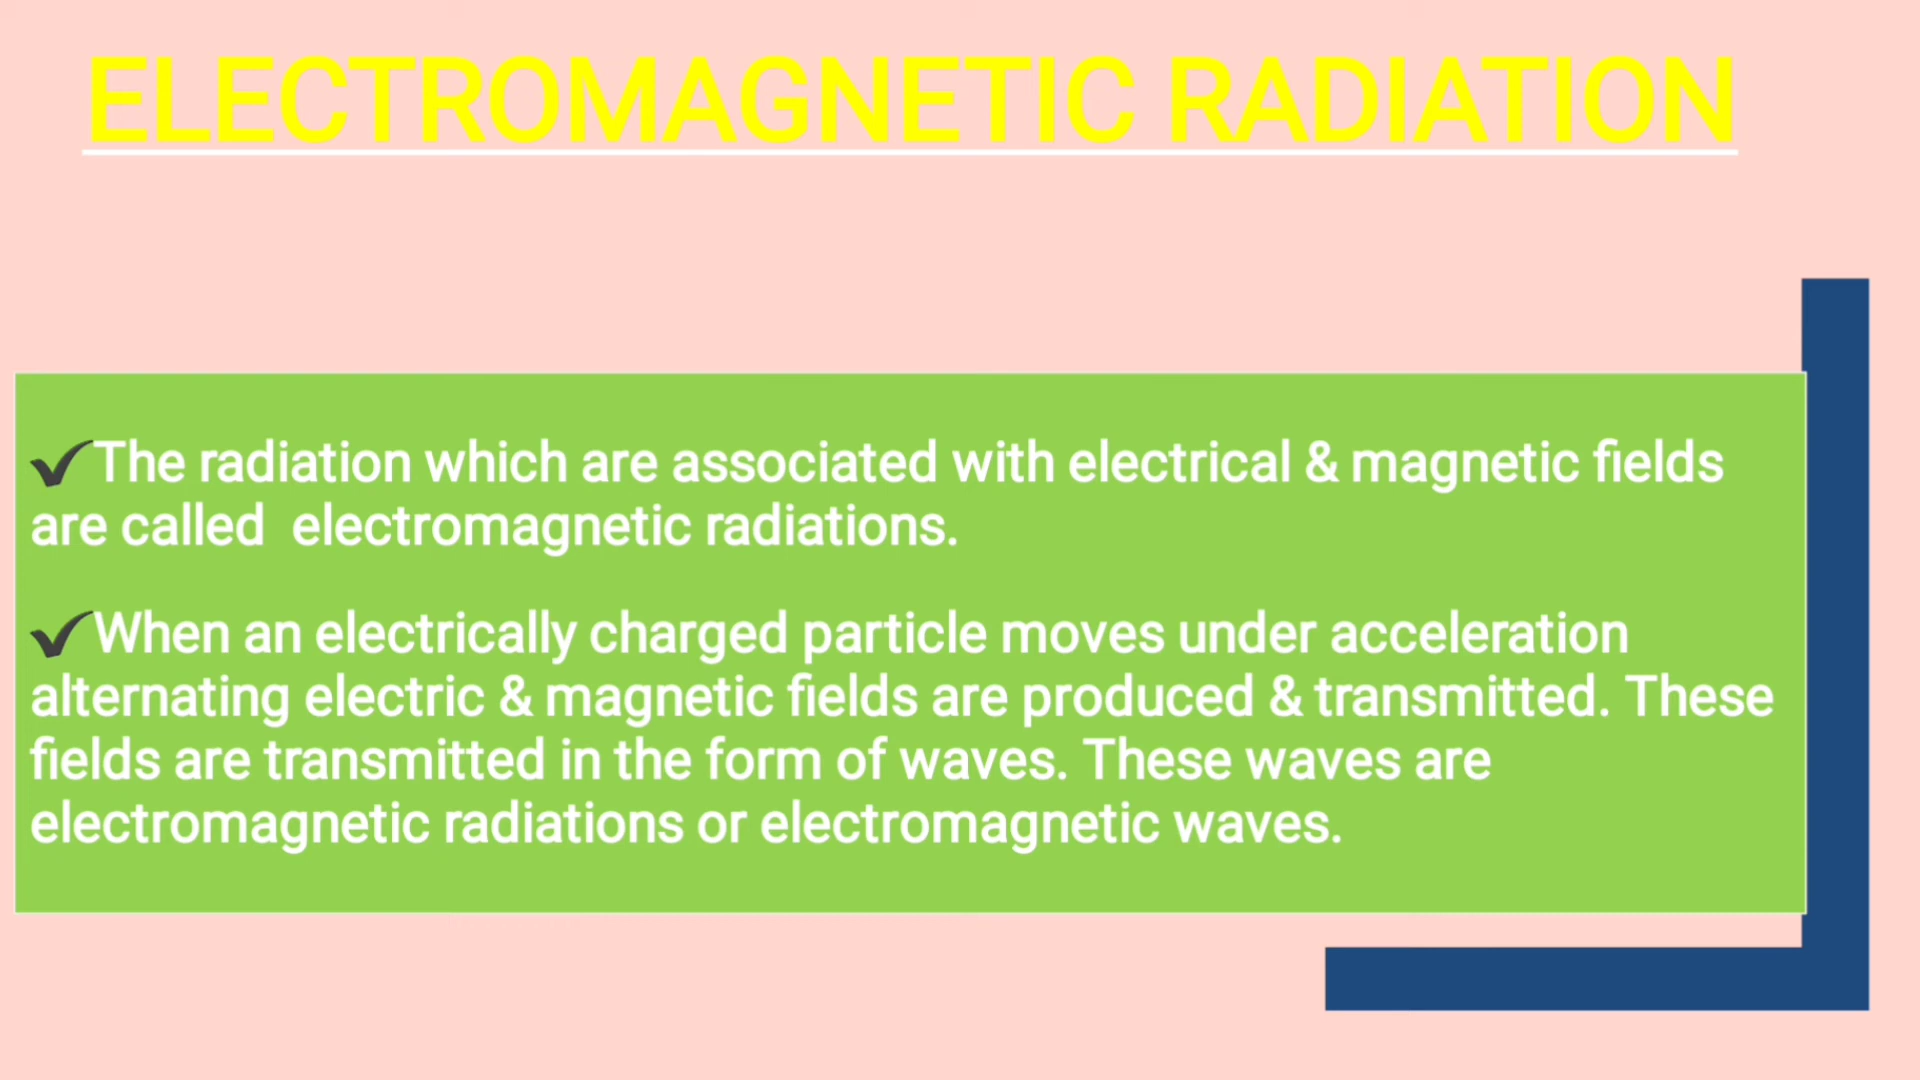 ELECTROMAGNETIC RADIATION
✔The radiation which are associated with electrical & magnetic fields
are called  electromagnetic radiations.
✔When an electrically charged particle moves under acceleration
alternating electric & magnetic fields are produced & transmitted. These
fields are transmitted in the form of waves. These waves are
electromagnetic radiations or electromagnetic waves.